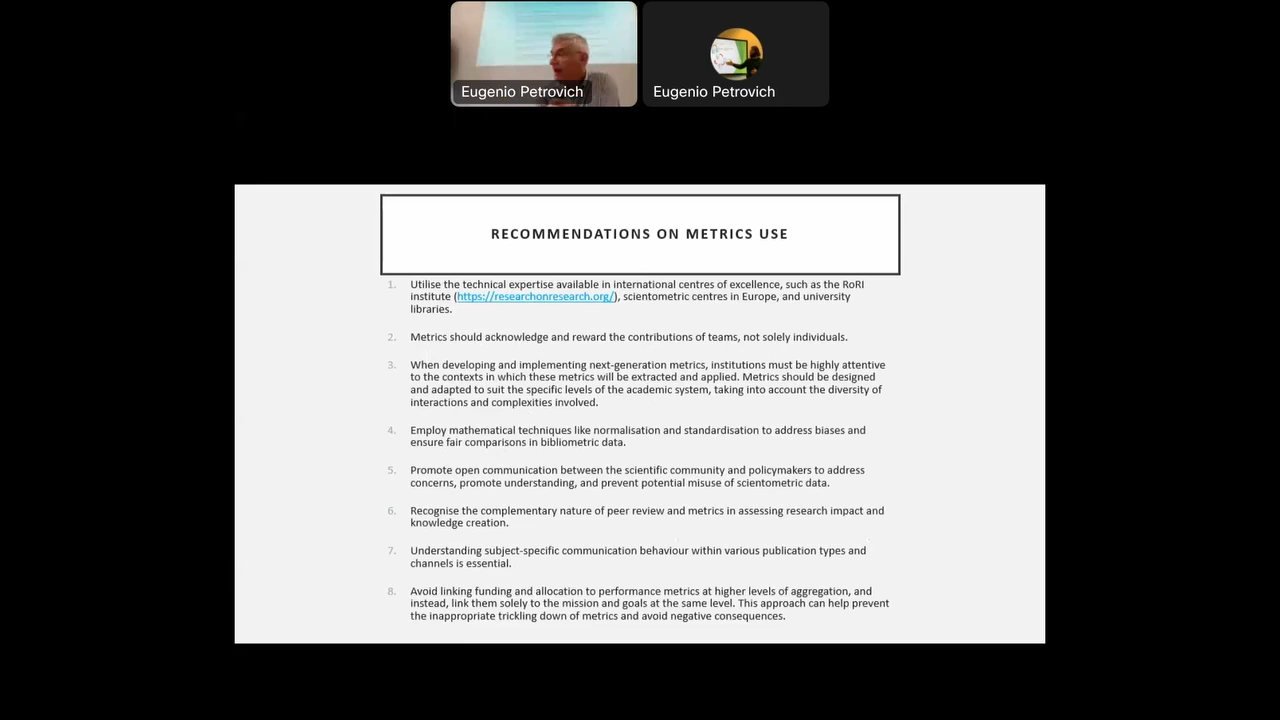 Eugenio Petrovich
Eugenio Petrovich
RECOMMENDATIONS ON METRICS USE
1. Utilise the technical expertise available in international centres of excellence, such as the RoRI
institute (https://researchonresearch.org/), scientometric centres in Europe, and university
libraries.
2. Metrics should acknowledge and reward the contributions of teams, not solely individuals.
3. When developing and implementing next-generation metrics, institutions must be highly attentive
to the contexts in which these metrics will be extracted and applied. Metrics should be designed
and adapted to suit the specific levels of the academic system, taking into account the diversity of
interactions and complexities involved.
4. Employ mathematical techniques like normalisation and standardisation to address biases and
ensure fair comparisons in bibliometric data.
5. Promote open communication between the scientific community and policymakers to address
concerns, promote understanding, and prevent potential misuse of scientometric data.
6. Recognise the complementary nature of peer review and metrics in assessing research impact and
knowledge creation.
7. Understanding subject-specific communication behaviour within various publication types and
channels is essential.
8. Avoid linking funding and allocation to performance metrics at higher levels of aggregation, and
instead, link them solely to the mission and goals at the same level. This approach can help prevent
the inappropriate trickling down of metrics and avoid negative consequences.